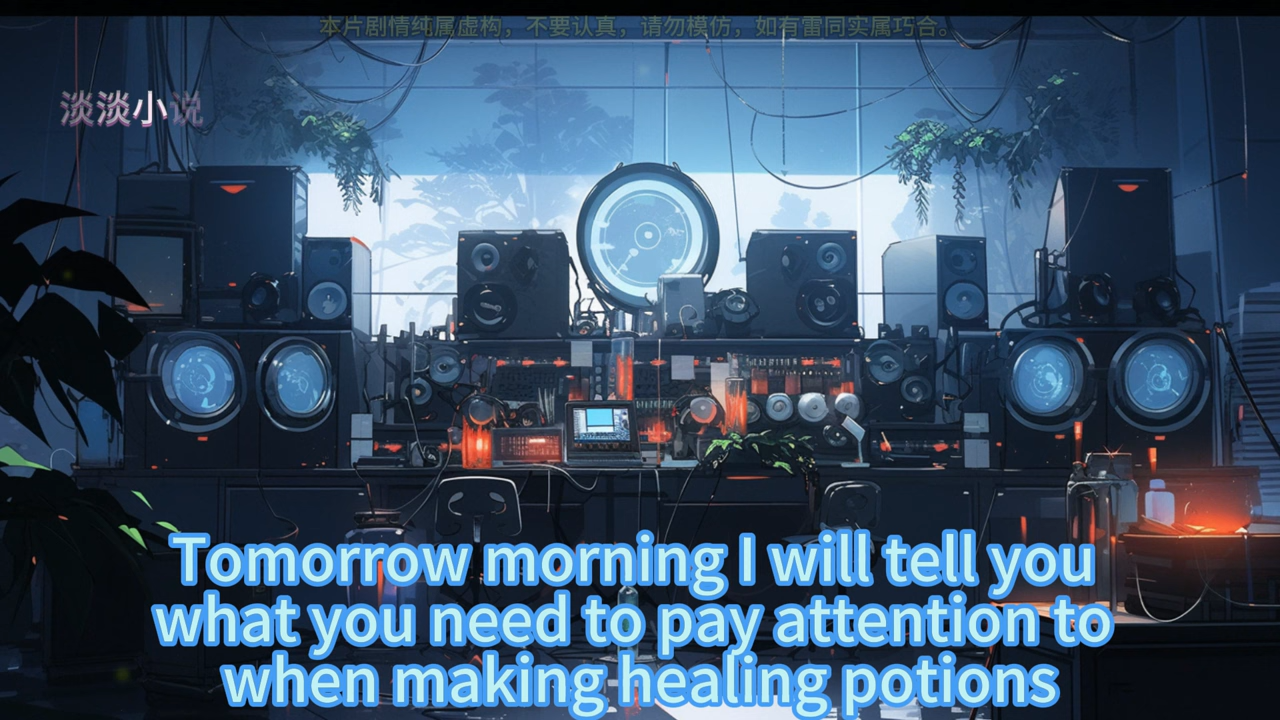 本片剧情纯属虚构，不要认真，请勿模仿，如有雷同实属巧合。
淡淡小说
Tomorrow morning I will tell you
what you need to pay attention to
when making healing potions